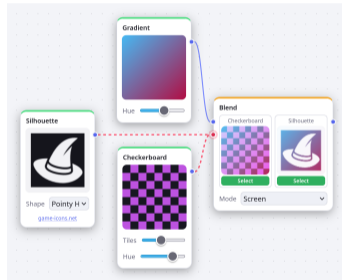 Gradient
Hue
Silhouette
Shape
Pointy H
game-icons.net
Checkerboard
Tiles
Hue
Blend
Checkerboard
Silhouette
Select
Select
Mode
Screen